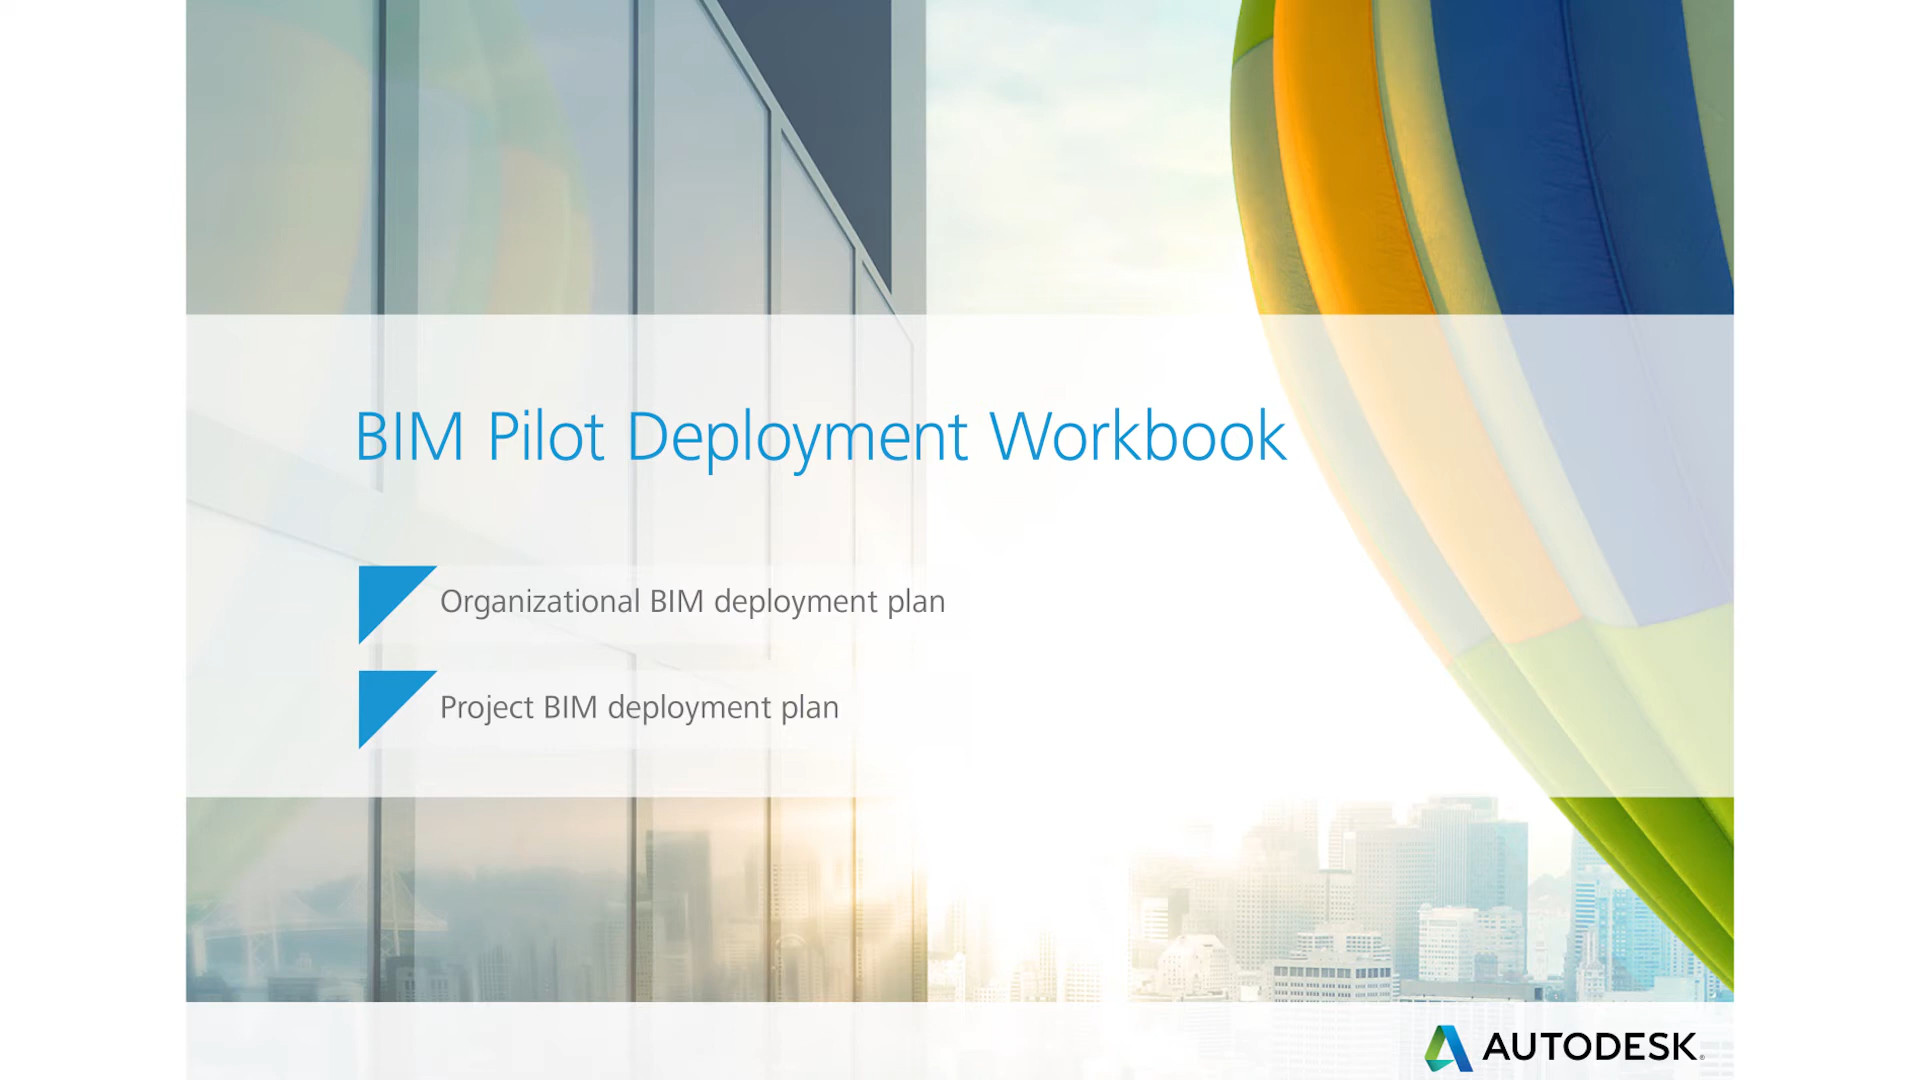 BIM Pilot Deployment Workbook
Organizational BIM deployment plan
Project BIM deployment plan
AUTODESK